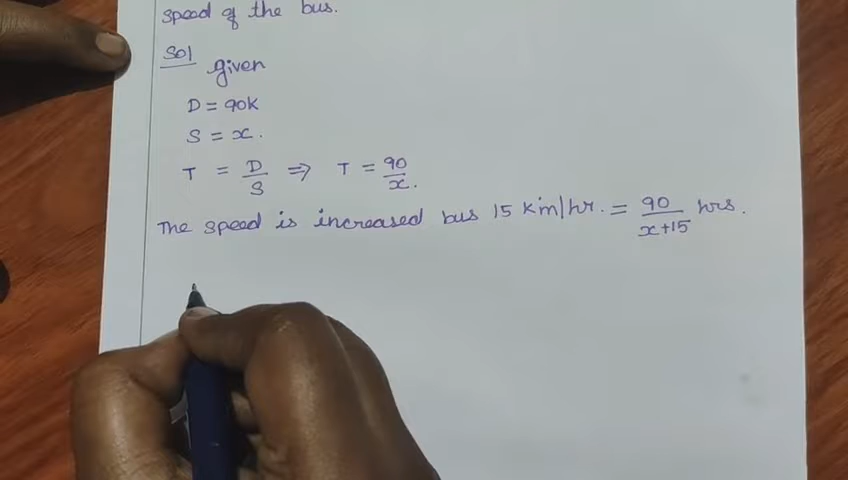 speed of the bus.
Sol
given
D = 90k
S = x.
T = D/S ⇒ T = 90/x.
The speed is increased bus 15 km/hr. = 90/x+15 hrs.